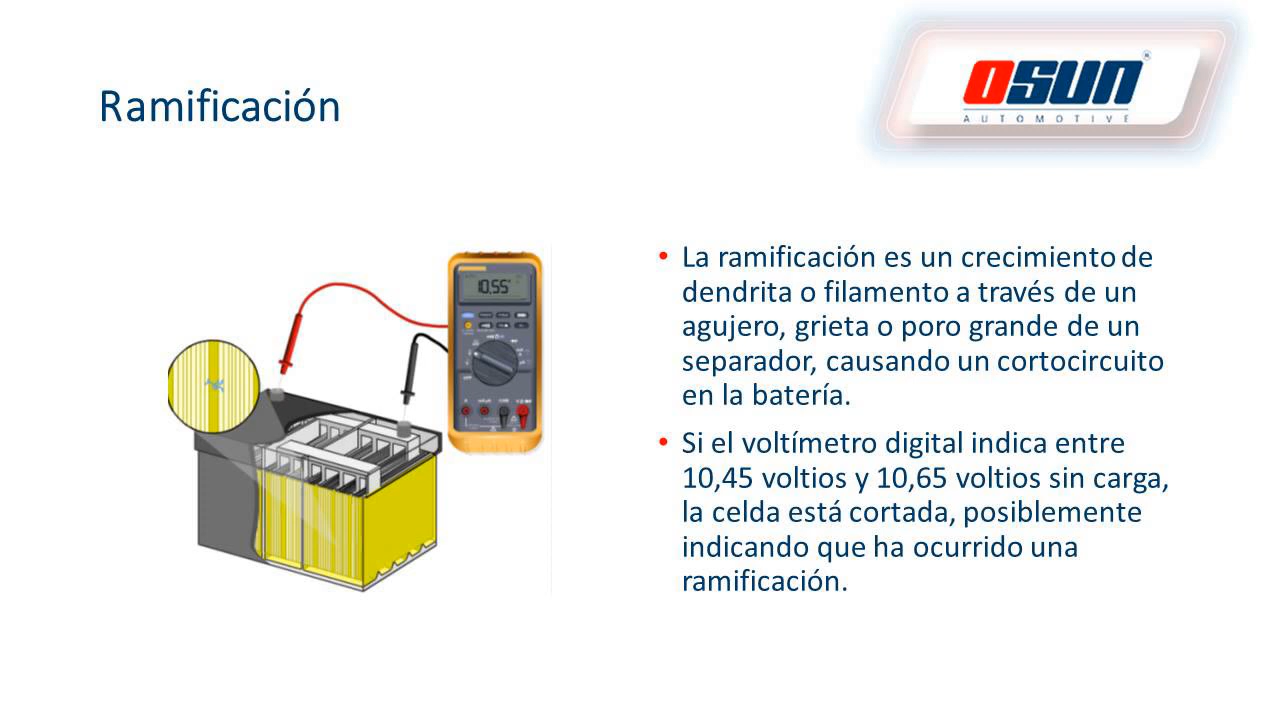 Ramificación
OSUN
®
AUTOMOTIVE
10.55
• La ramificación es un crecimiento de
dendrita o filamento a través de un
agujero, grieta o poro grande de un
separador, causando un cortocircuito
en la batería.
• Si el voltímetro digital indica entre
10,45 voltios y 10,65 voltios sin carga,
la celda está cortada, posiblemente
indicando que ha ocurrido una
ramificación.